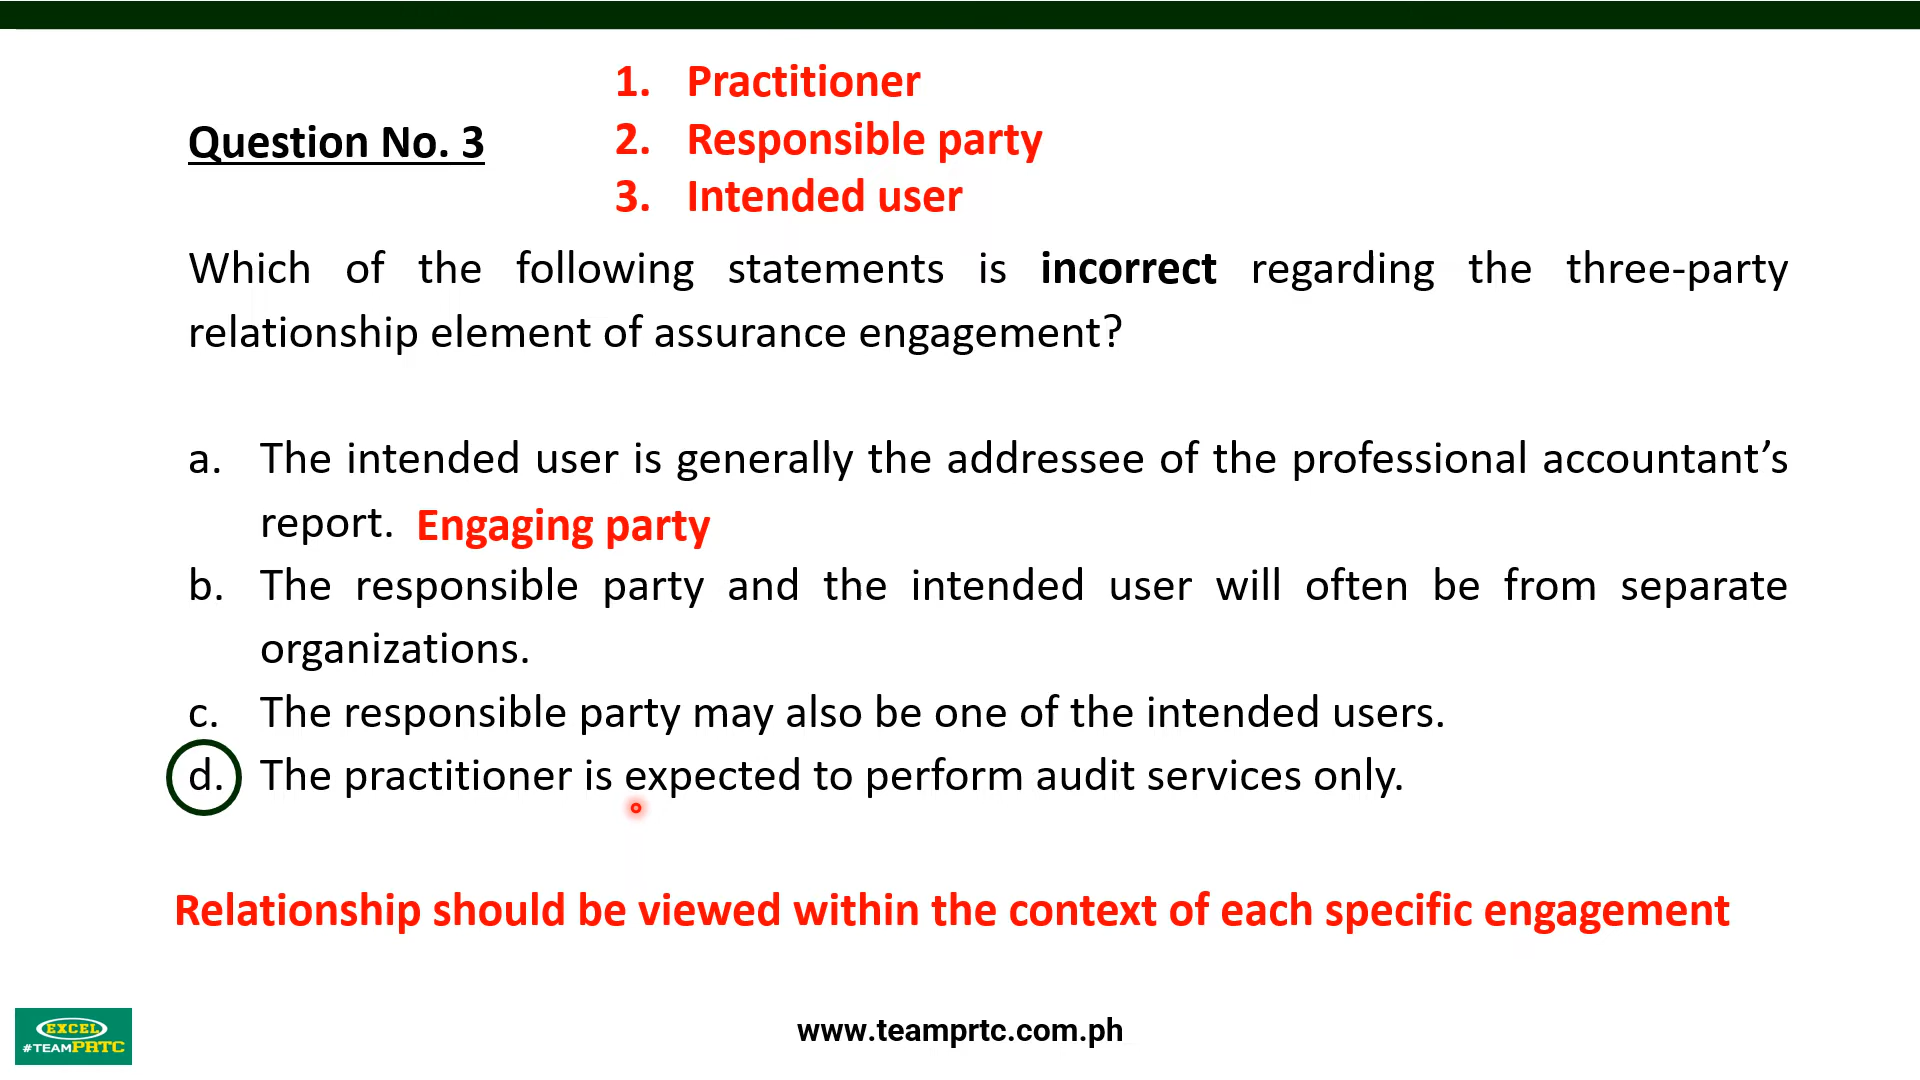 1. Practitioner
Question No. 3
2. Responsible party
3. Intended user
Which of the following statements is incorrect regarding the three-party
relationship element of assurance engagement?
a. The intended user is generally the addressee of the professional accountant’s
report. Engaging party
b. The responsible party and the intended user will often be from separate
organizations.
c. The responsible party may also be one of the intended users.
d. The practitioner is expected to perform audit services only.
Relationship should be viewed within the context of each specific engagement
EXCEL
#TEAMPRTC
www.teamprtc.com.ph